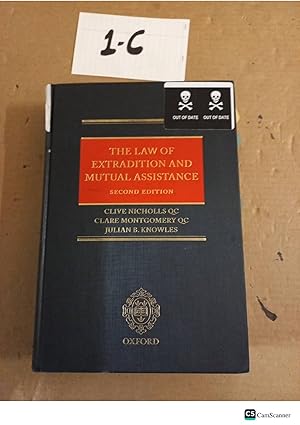 1-C
OUT OF DATE OUT OF DATE
THE LAW OF
EXTRADITION AND
MUTUAL ASSISTANCE
SECOND EDITION
CLIVE NICHOLLS QC
CLARE MONTGOMERY QC
JULIAN B. KNOWLES
OXFORD
CS CamScanner